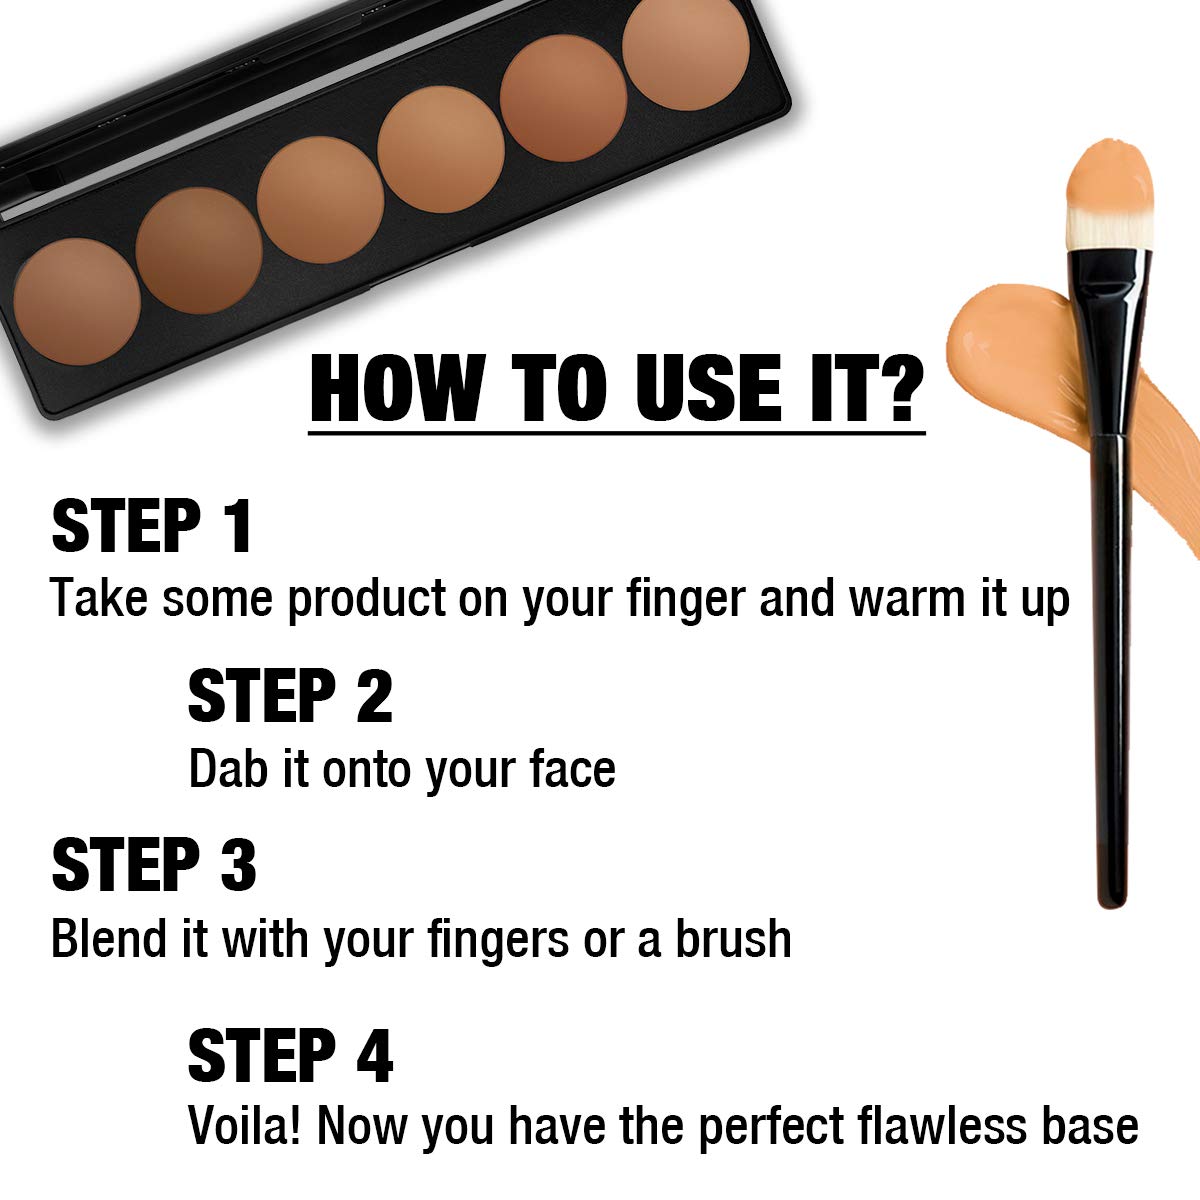 HOW TO USE IT?
STEP 1
Take some product on your finger and warm it up
STEP 2
Dab it onto your face
STEP 3
Blend it with your fingers or a brush
STEP 4
Voila! Now you have the perfect flawless base